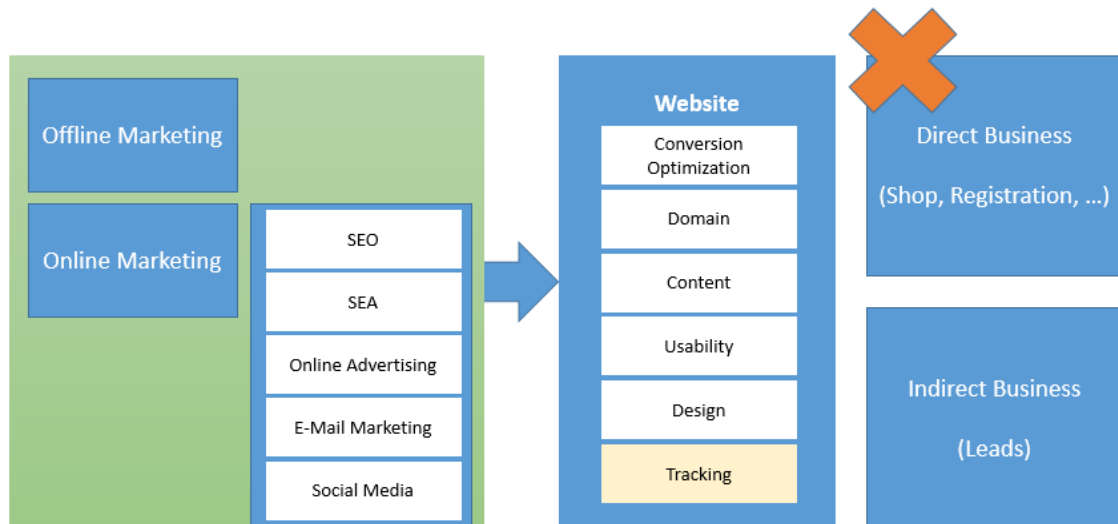 Offline Marketing
Online Marketing
SEO
SEA
Online Advertising
E-Mail Marketing
Social Media
Website
Conversion
Optimization
Domain
Content
Usability
Design
Tracking
Direct Business
(Shop, Registration, ...)
Indirect Business
(Leads)